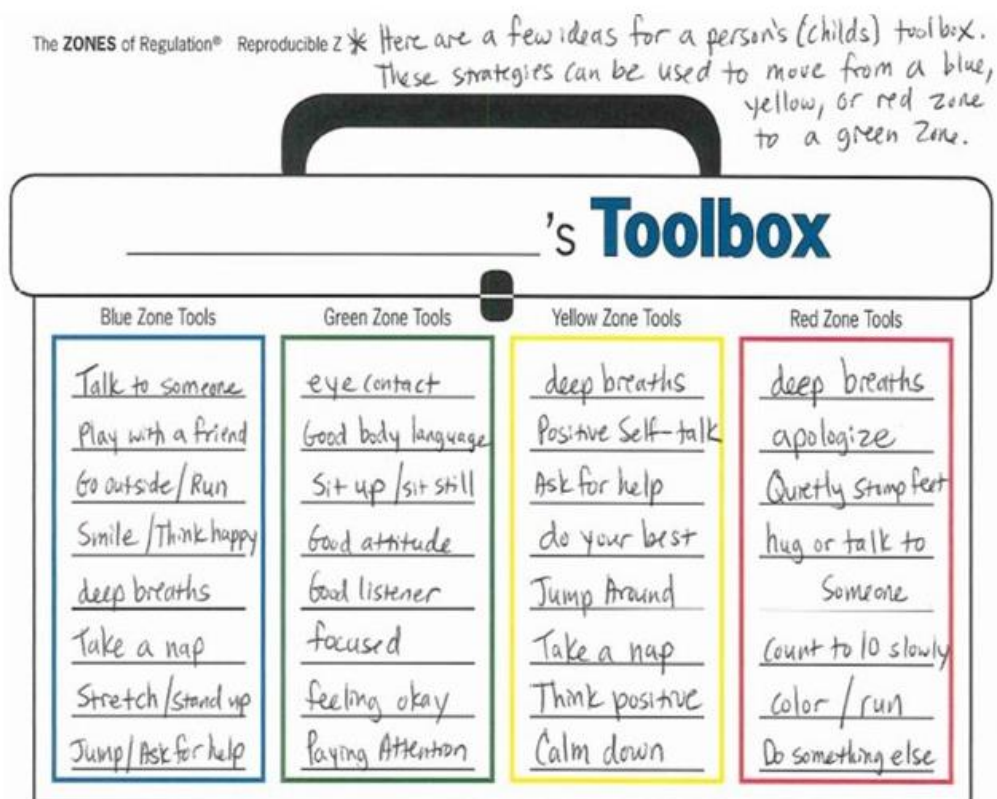 The ZONES of Regulation® Reproducible Z * Here are a few ideas for a person's (childs) toolbox.
These strategies can be used to move from a blue,
yellow, or red zone
to a green Zone.
's Toolbox
Blue Zone Tools
Talk to someone
Play with a friend
Go outside/Run
Smile/Think happy
deep breaths
Take a nap
Stretch/stand up
Jump/Ask for help
Green Zone Tools
eye contact
Good body language
Sit up/sit still
Good attitude
Good listener
focused
feeling okay
Paying Attention
Yellow Zone Tools
deep breaths
Positive Self-talk
Ask for help
do your best
Jump Around
Take a nap
Think positive
Calm down
Red Zone Tools
deep breaths
apologize
Quietly stomp feet
hug or talk to
Someone
Count to 10 slowly
color/run
Do something else